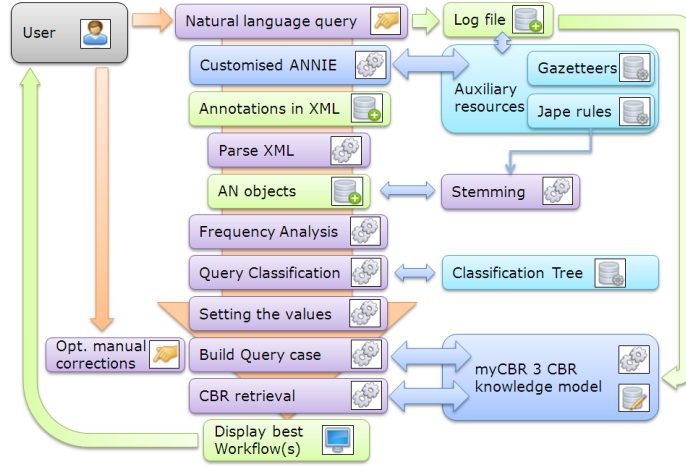 User
Natural language query
Log file
Customised ANNIE
Gazetteers
Auxiliary
resources
Annotations in XML
Jape rules
Parse XML
AN objects
Stemming
Frequency Analysis
Query Classification
Classification Tree
Setting the values
Opt. manual
corrections
Build Query case
myCBR 3 CBR
knowledge model
CBR retrieval
Display best
Workflow(s)